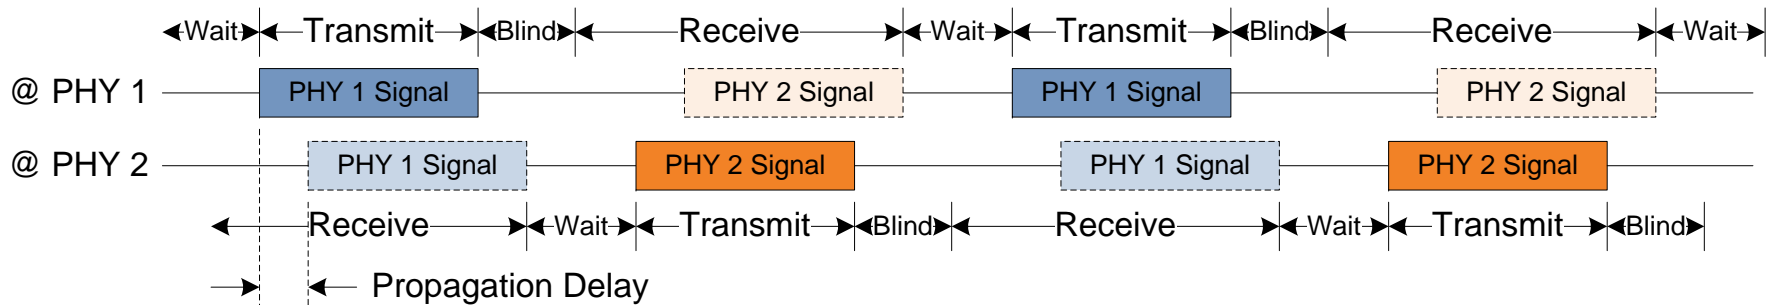 Wait Transmit Blind Receive Wait Transmit Blind Receive Wait
@ PHY 1 PHY 1 Signal PHY 2 Signal PHY 1 Signal PHY 2 Signal
@ PHY 2 PHY 1 Signal PHY 2 Signal PHY 1 Signal PHY 2 Signal
Receive Wait Transmit Blind Receive Wait Transmit Blind
Propagation Delay